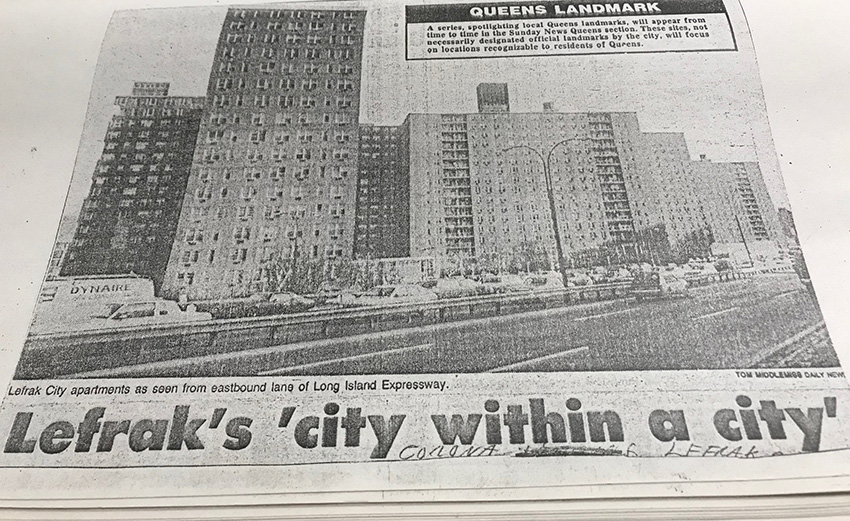 QUEENS LANDMARK
A series, spotlighting local Queens landmarks, will appear from
time to time in the Sunday News Queens section. These sites, not
necessarily designated official landmarks by the city, will focus
on locations recognizable to residents of Queens.
DYNAIRE
TOM MIDDLEMISS DAILY NEWS
Lefrak City apartments as seen from eastbound lane of Long Island Expressway.
Lefrak's 'city within a city'
CORONA LEFRAK